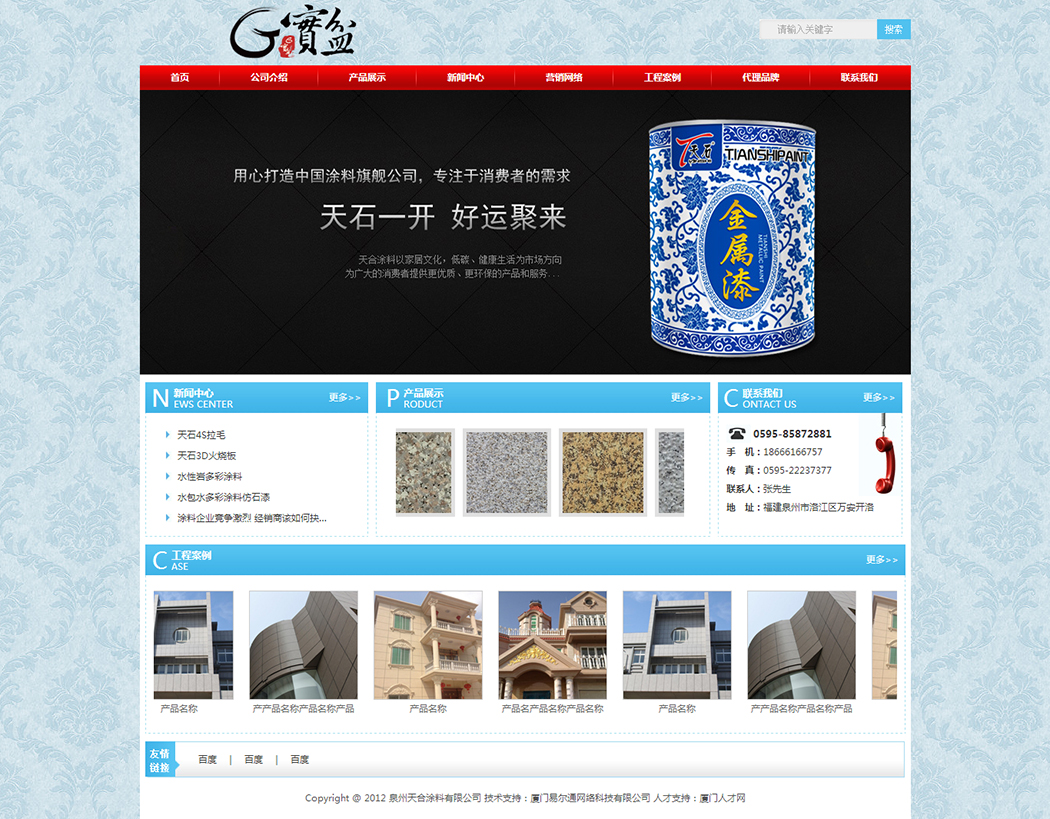 寶盆
请输入关键字 搜索
首页 公司介绍 产品展示 新闻中心 营销网络 工程案例 代理品牌 联系我们
天石
TIANSHIPAINT
用心打造中国涂料旗舰公司，专注于消费者的需求
天石一开 好运聚来
天合涂料以家居文化，低碳、健康生活为市场方向
为广大的消费者提供更优质、更环保的产品和服务...
金属漆
TIANSHI
METALLIC PAINT
N 新闻中心
EWS CENTER
更多>>
天石4S拉毛
天石3D火烧板
水性岩多彩涂料
水包水多彩涂料仿石漆
涂料企业竞争激烈 经销商该如何抉...
P 产品展示
RODUCT
更多>>
C 联系我们
ONTACT US
更多>>
0595-85872881
手 机：18666166757
传 真：0595-22237377
联系人：张先生
地 址：福建泉州市洛江区万安开洛
C 工程案例
ASE
更多>>
产品名称 产产品名称产品名称产品 产品名称 产品名产品名称产品名称 产品名称 产产品名称产品名称产品
友情
链接
百度 | 百度 | 百度
Copyright @ 2012 泉州天合涂料有限公司 技术支持：厦门易尔通网络科技有限公司 人才支持：厦门人才网